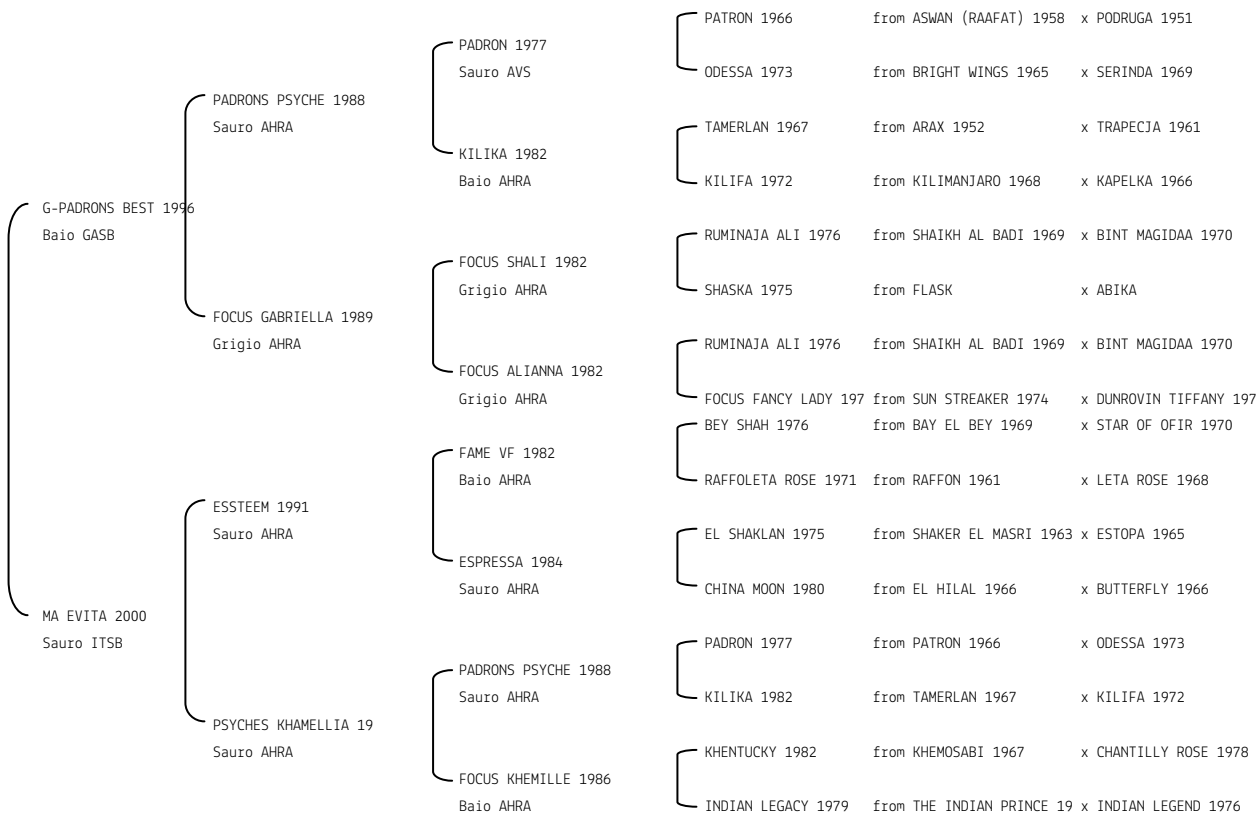 PATRON 1966 from ASWAN (RAAFAT) 1958 x PODRUGA 1951
PADRON 1977
Sauro AVS
ODESSA 1973 from BRIGHT WINGS 1965 x SERINDA 1969
PADRONS PSYCHE 1988
Sauro AHRA
TAMERLAN 1967 from ARAX 1952 x TRAPECJA 1961
KILIKA 1982
Baio AHRA
KILIFA 1972 from KILIMANJARO 1968 x KAPELKA 1966
G-PADRONS BEST 1996
Baio GASB
RUMINAJA ALI 1976 from SHAIKH AL BADI 1969 x BINT MAGIDAA 1970
FOCUS SHALI 1982
Grigio AHRA
SHASKA 1975 from FLASK x ABIKA
FOCUS GABRIELLA 1989
Grigio AHRA
RUMINAJA ALI 1976 from SHAIKH AL BADI 1969 x BINT MAGIDAA 1970
FOCUS ALIANNA 1982
Grigio AHRA
FOCUS FANCY LADY 197 from SUN STREAKER 1974 x DUNROVIN TIFFANY 197
BEY SHAH 1976 from BAY EL BEY 1969 x STAR OF OFIR 1970
FAME VF 1982
Baio AHRA
RAFFOLETA ROSE 1971 from RAFFON 1961 x LETA ROSE 1968
ESSTEEM 1991
Sauro AHRA
EL SHAKLAN 1975 from SHAKER EL MASRI 1963 x ESTOPA 1965
ESPRESSA 1984
Sauro AHRA
CHINA MOON 1980 from EL HILAL 1966 x BUTTERFLY 1966
MA EVITA 2000
Sauro ITSB
PADRON 1977 from PATRON 1966 x ODESSA 1973
PADRONS PSYCHE 1988
Sauro AHRA
KILIKA 1982 from TAMERLAN 1967 x KILIFA 1972
PSYCHES KHAMELLIA 19
Sauro AHRA
KHENTUCKY 1982 from KHEMOSABI 1967 x CHANTILLY ROSE 1978
FOCUS KHEMILLE 1986
Baio AHRA
INDIAN LEGACY 1979 from THE INDIAN PRINCE 19 x INDIAN LEGEND 1976